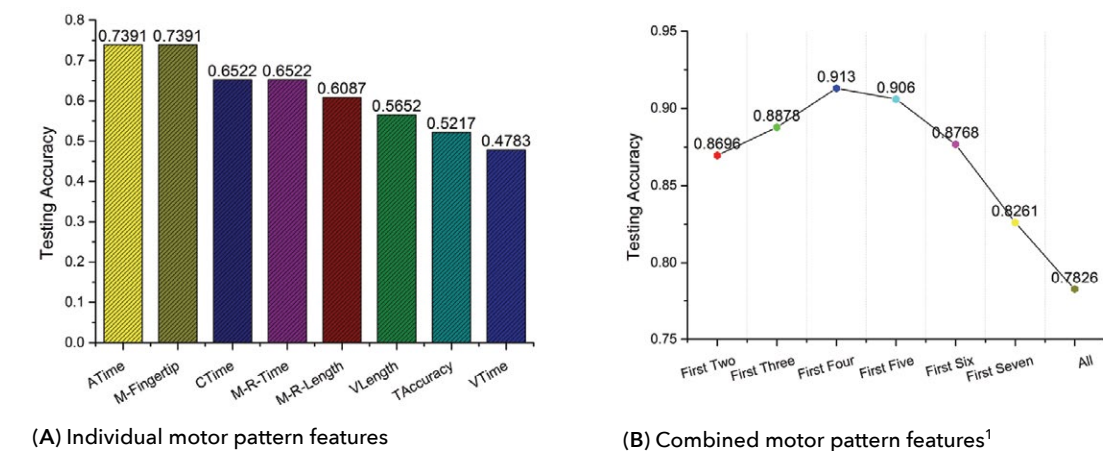 0.8
0.7
0.6
0.5
0.4
0.3
0.2
0.1
0.0
Testing Accuracy
0.7391
0.7391
0.6522
0.6522
0.6087
0.5652
0.5217
0.4783
ATime
M-Fingertip
CTime
M-R-Time
M-R-Length
VLength
TAccuracy
VTime
(A) Individual motor pattern features
0.95
0.90
0.85
0.80
0.75
Testing Accuracy
0.8696
0.8878
0.913
0.906
0.8768
0.8261
0.7826
First Two
First Three
First Four
First Five
First Six
First Seven
All
(B) Combined motor pattern features¹